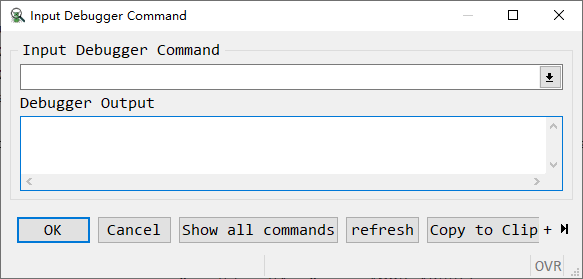 Input Debugger Command
Input Debugger Command
Debugger Output
OK Cancel Show all commands refresh Copy to Clip +
OVR